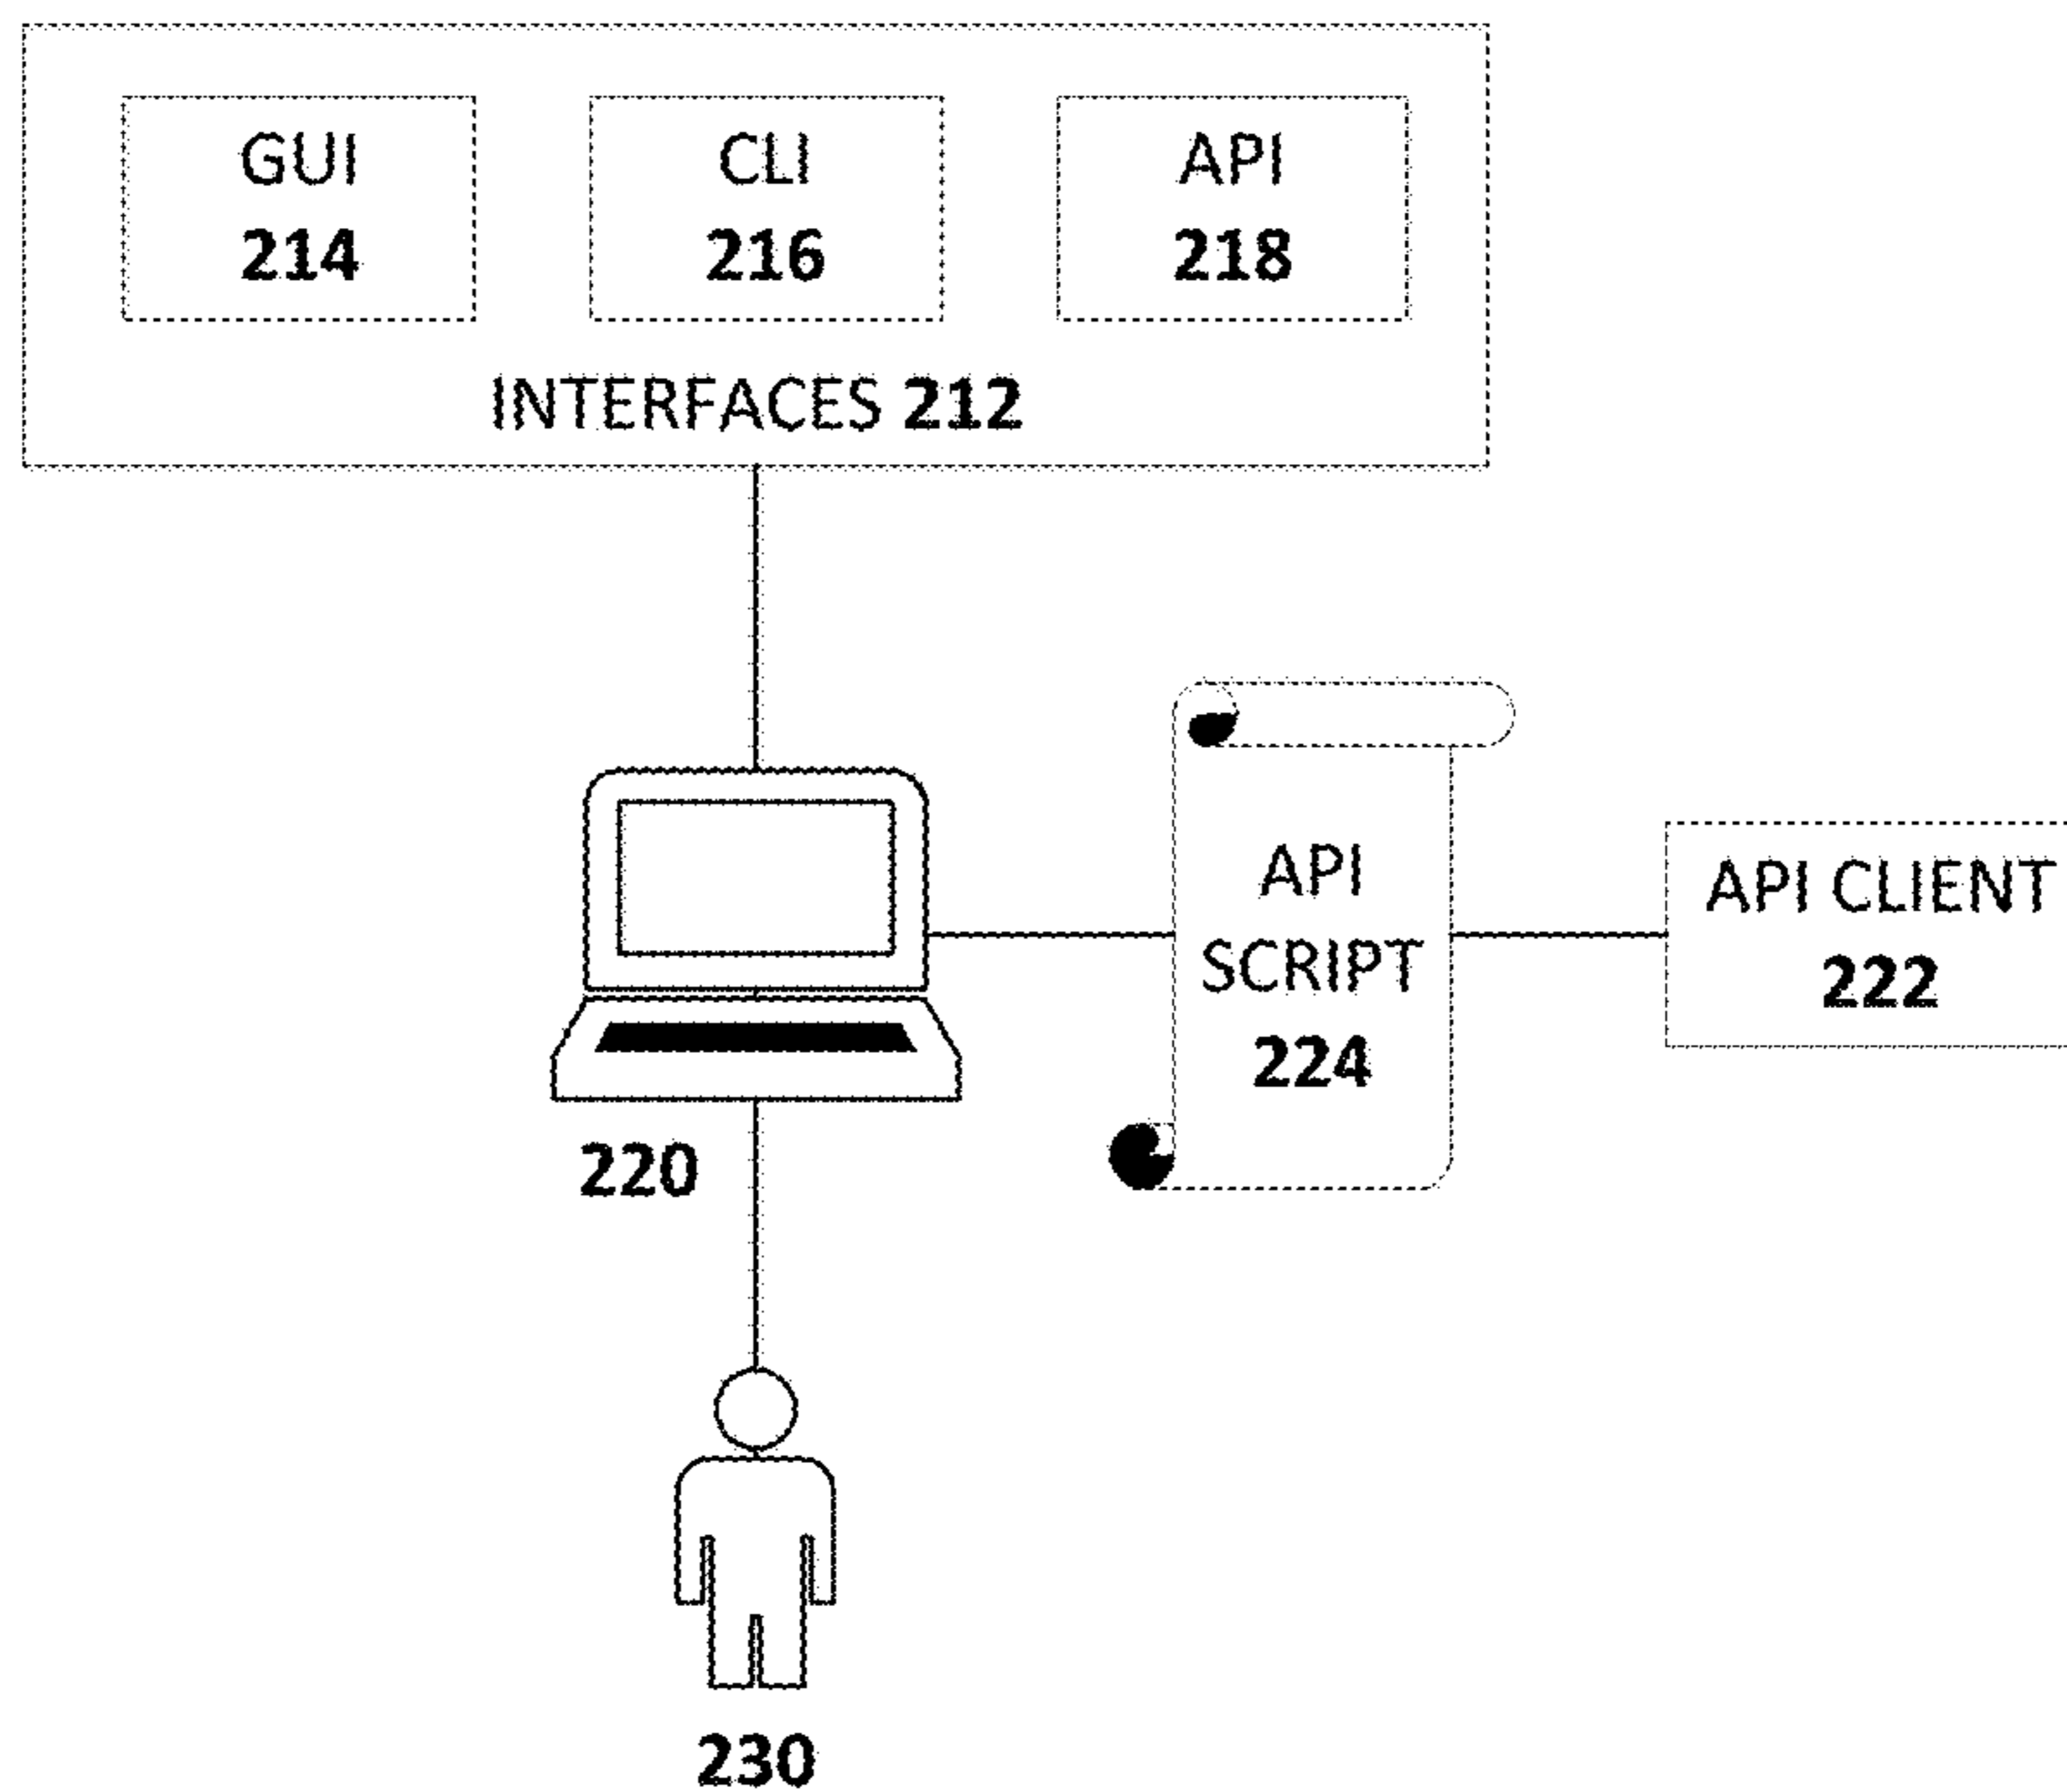 GUI
214
CLI
216
API
218
INTERFACES 212
API
SCRIPT
224
API CLIENT
222
220
230